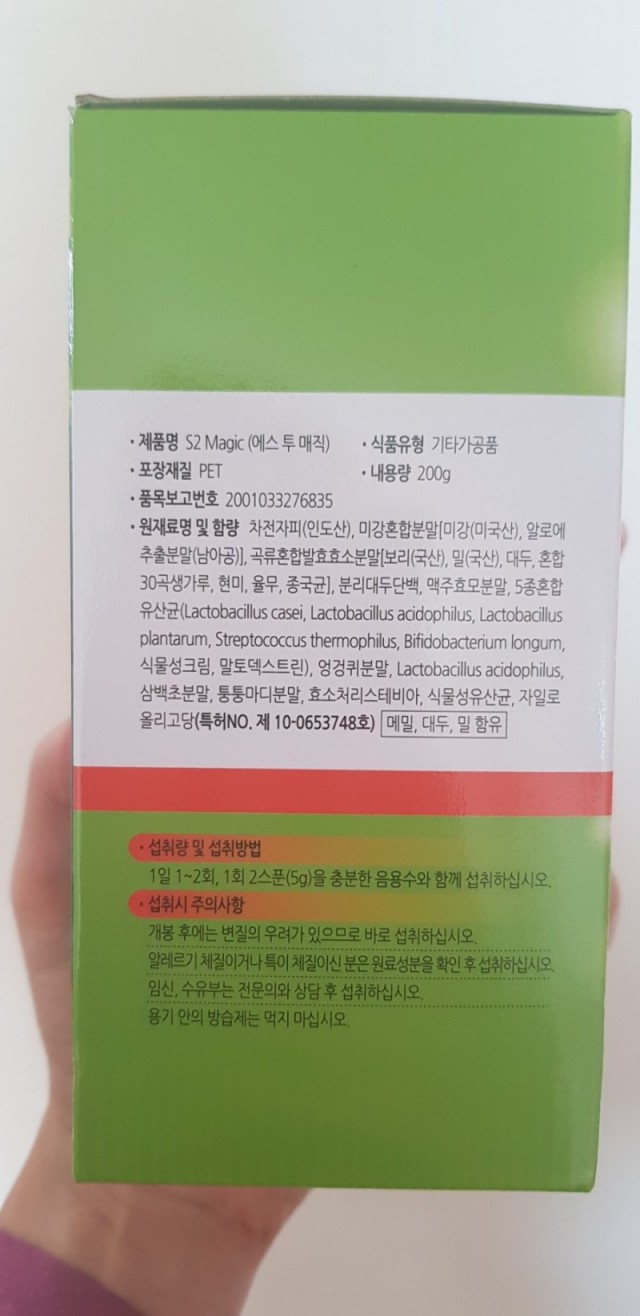 · 제품명 S2 Magic (에스 투 매직) · 식품유형 기타가공품
· 포장재질 PET · 내용량 200g
· 품목보고번호 2001033276835
· 원재료명 및 함량 차전자피(인도산), 미강혼합분말[미강(미국산), 알로에
추출분말(남아공)], 곡류혼합발효효소분말[보리(국산), 밀(국산), 대두, 혼합
30곡생가루, 현미, 율무, 종국균], 분리대두단백, 맥주효모분말, 5종혼합
유산균(Lactobacillus casei, Lactobacillus acidophilus, Lactobacillus
plantarum, Streptococcus thermophilus, Bifidobacterium longum,
식물성크림, 말토덱스트린), 엉겅퀴분말, Lactobacillus acidophilus,
삼백초분말, 퉁퉁마디분말, 효소처리스테비아, 식물성유산균, 자일로
올리고당(특허NO. 제 10-0653748호) 메밀, 대두, 밀 함유
· 섭취량 및 섭취방법
1일 1~2회, 1회 2스푼(5g)을 충분한 음용수와 함께 섭취하십시오.
· 섭취시 주의사항
개봉 후에는 변질의 우려가 있으므로 바로 섭취하십시오.
알레르기 체질이거나 특이 체질이신 분은 원료성분을 확인 후 섭취하십시오.
임신, 수유부는 전문의와 상담 후 섭취하십시오.
용기 안의 방습제는 먹지 마십시오.